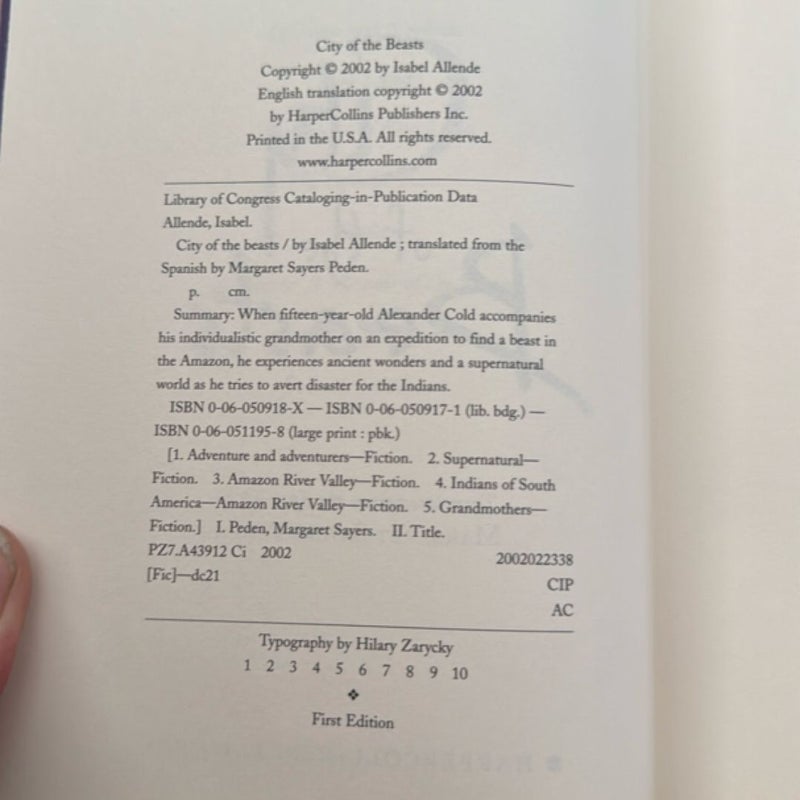 City of the Beasts
Copyright © 2002 by Isabel Allende
English translation copyright © 2002
by HarperCollins Publishers Inc.
Printed in the U.S.A. All rights reserved.
www.harpercollins.com
Library of Congress Cataloging-in-Publication Data
Allende, Isabel.
City of the beasts / by Isabel Allende ; translated from the
Spanish by Margaret Sayers Peden.
p. cm.
Summary: When fifteen-year-old Alexander Cold accompanies
his individualistic grandmother on an expedition to find a beast in
the Amazon, he experiences ancient wonders and a supernatural
world as he tries to avert disaster for the Indians.
ISBN 0-06-050918-X — ISBN 0-06-050917-1 (lib. bdg.) —
ISBN 0-06-051195-8 (large print : pbk.)
[1. Adventure and adventurers—Fiction. 2. Supernatural—
Fiction. 3. Amazon River Valley—Fiction. 4. Indians of South
America—Amazon River Valley—Fiction. 5. Grandmothers—
Fiction.] I. Peden, Margaret Sayers. II. Title.
PZ7.A43912 Ci 2002 2002022338
[Fic]—dc21 CIP
AC
Typography by Hilary Zarycky
1 2 3 4 5 6 7 8 9 10
❖
First Edition